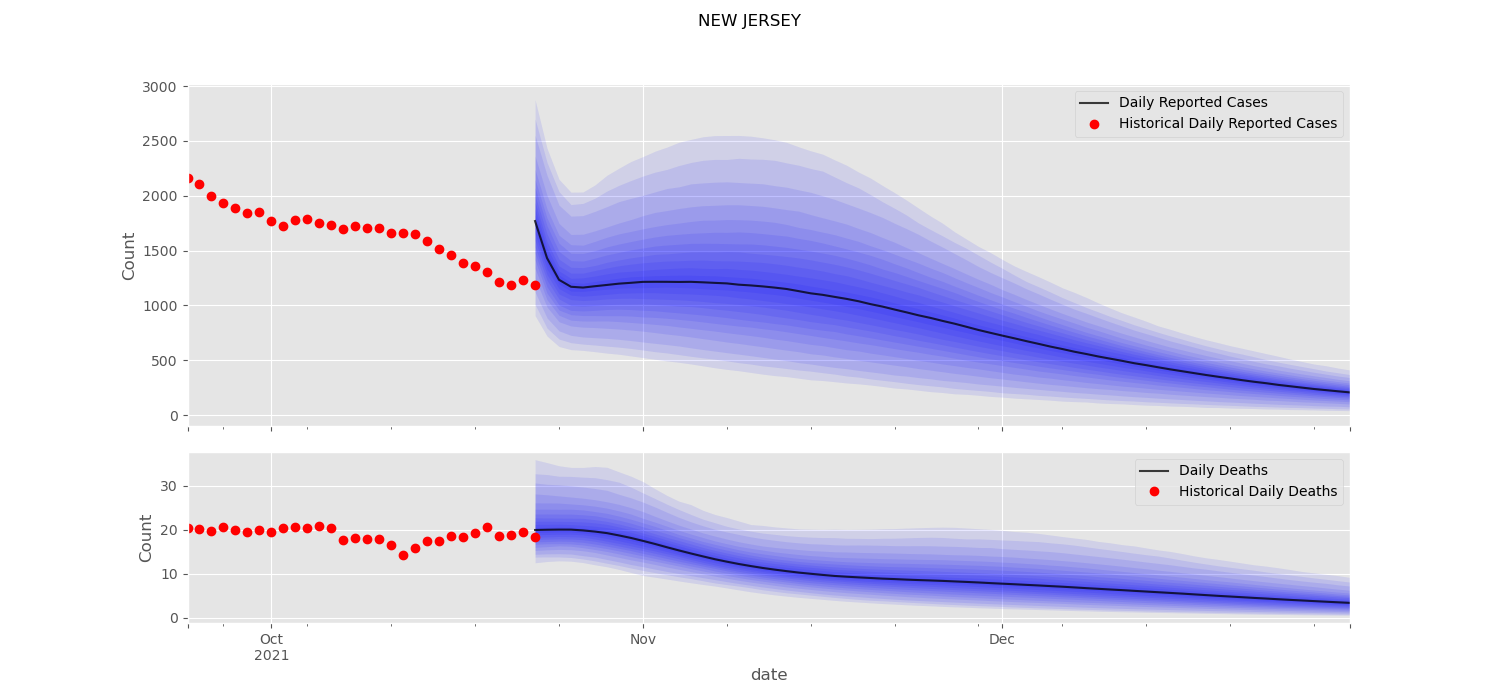 NEW JERSEY
3000
2500
2000
1500
1000
500
0
Count
Daily Reported Cases
Historical Daily Reported Cases
30
20
10
0
Count
Daily Deaths
Historical Daily Deaths
Oct
2021
Nov
Dec
date